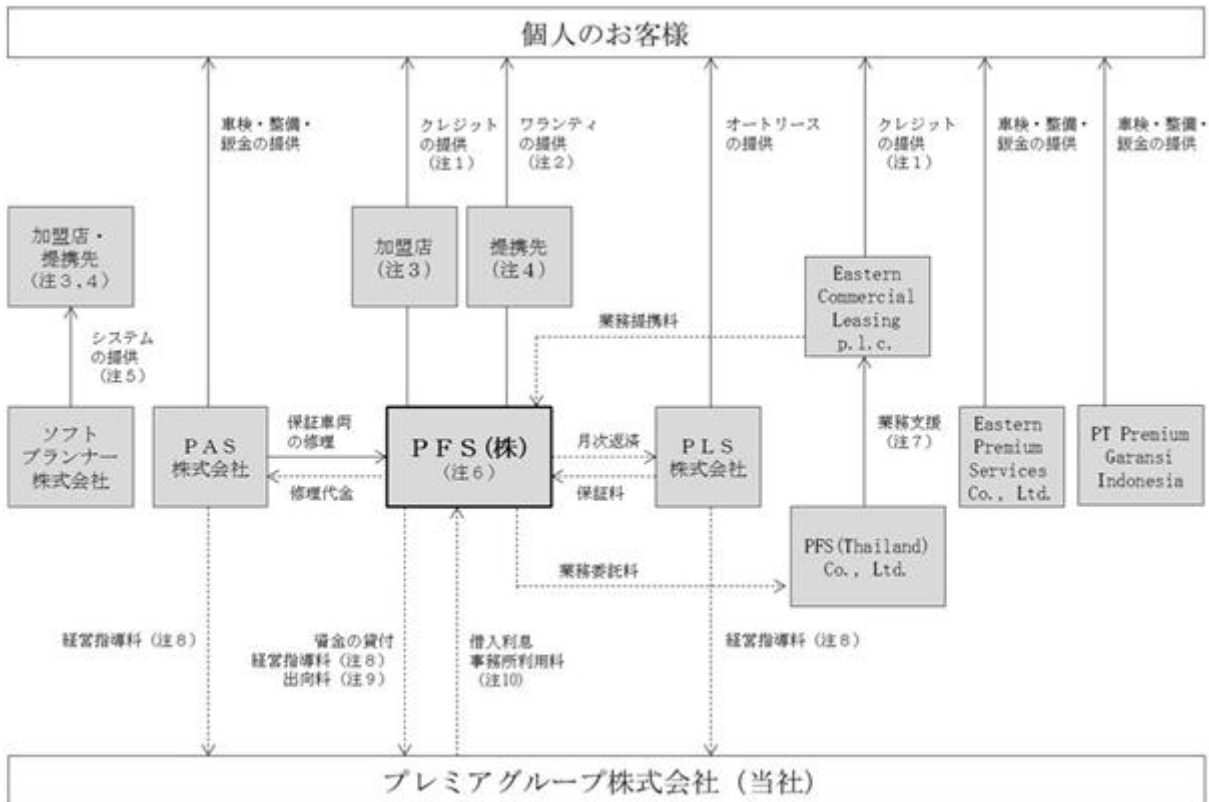 個人のお客様
車検・整備・
鈑金の提供
クレジット
の提供
(注1)
ワランティ
の提供
(注2)
オートリース
の提供
クレジット
の提供
(注1)
車検・整備・
鈑金の提供
車検・整備・
鈑金の提供
加盟店・
提携先
(注3,4)
加盟店
(注3)
提携先
(注4)
Eastern
Commercial
Leasing
p.l.c.
業務提携料
システム
の提供
(注5)
ソフト
プランナー
株式会社
PAS
株式会社
保証車両
の修理
修理代金
PFS(株)
(注6)
月次返済
保証料
PLS
株式会社
業務支援
(注7)
Eastern
Premium
Services
Co., Ltd.
PT Premium
Garansi
Indonesia
PFS(Thailand)
Co., Ltd.
業務委託料
経営指導料(注8)
資金の貸付
経営指導料(注8)
出向料(注9)
借入利息
事務所利用料
(注10)
経営指導料(注8)
プレミアグループ株式会社(当社)